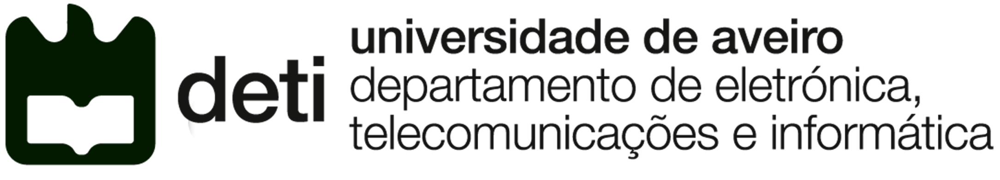 deti
universidade de aveiro
departamento de eletrónica,
telecomunicações e informática